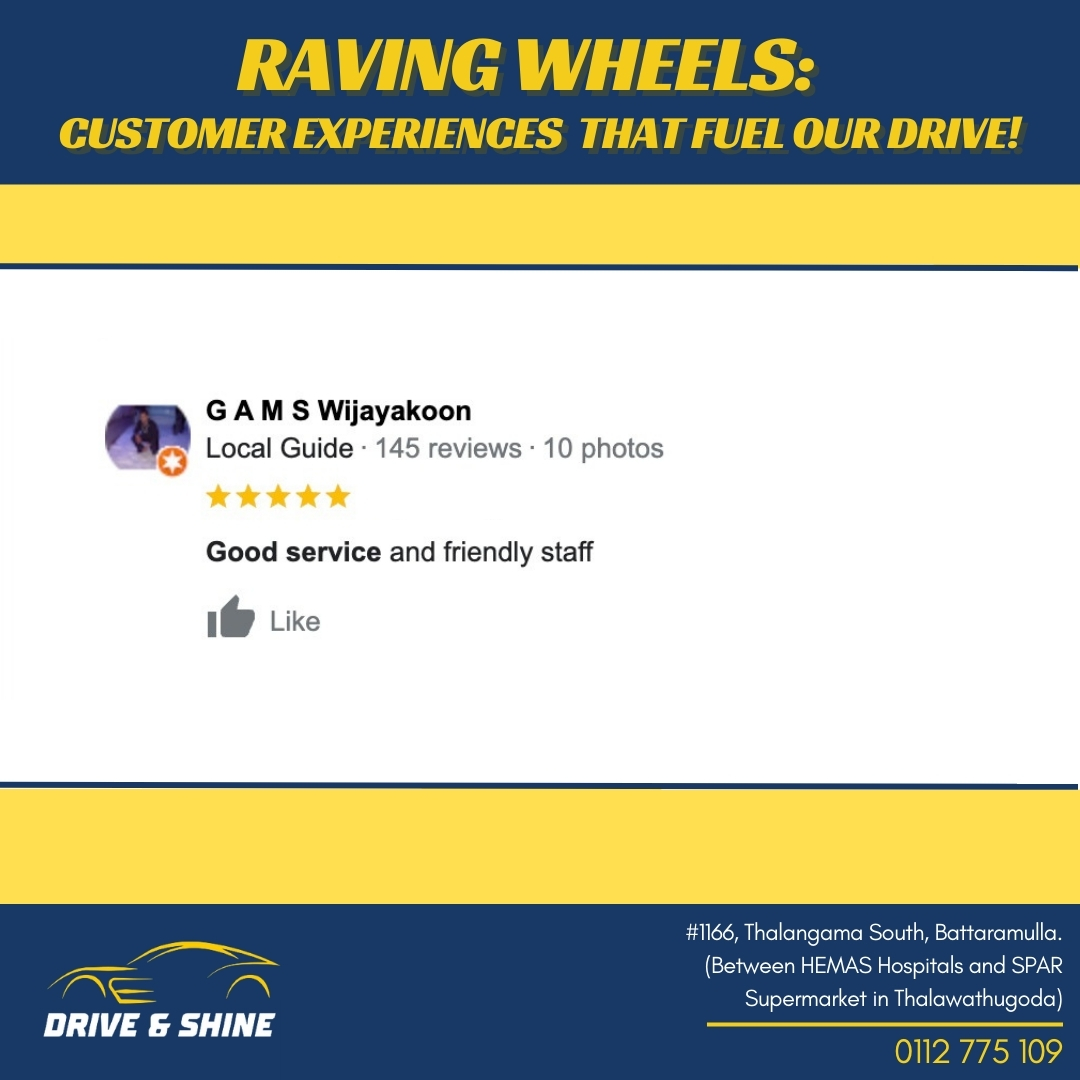 RAVING WHEELS:
CUSTOMER EXPERIENCES THAT FUEL OUR DRIVE!
G A M S Wijayakoon
Local Guide · 145 reviews · 10 photos
Good service and friendly staff
Like
DRIVE & SHINE
#1166, Thalangama South, Battaramulla.
(Between HEMAS Hospitals and SPAR
Supermarket in Thalawathugoda)
0112 775 109